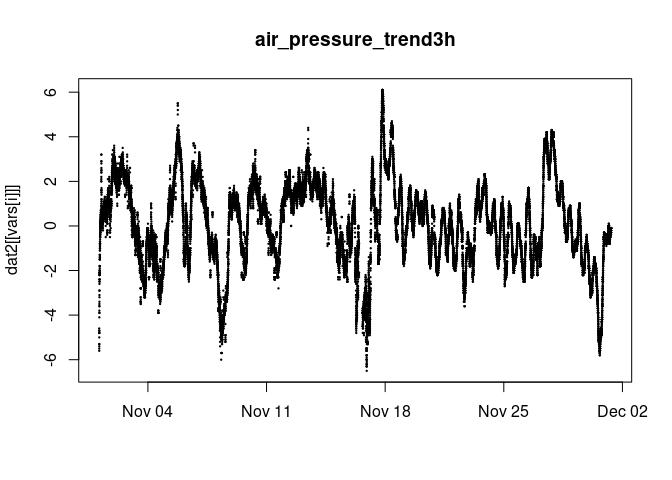 air_pressure_trend3h
dat2[[vars[i]]]
6
4
2
0
-2
-4
-6
Nov 04
Nov 11
Nov 18
Nov 25
Dec 02